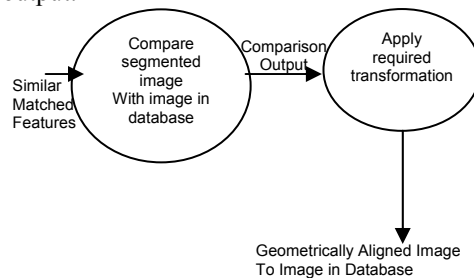 Similar
Matched
Features
Compare
segmented
image
With image in
database
Comparison
Output
Apply
required
transformation
Geometrically Aligned Image
To Image in Database